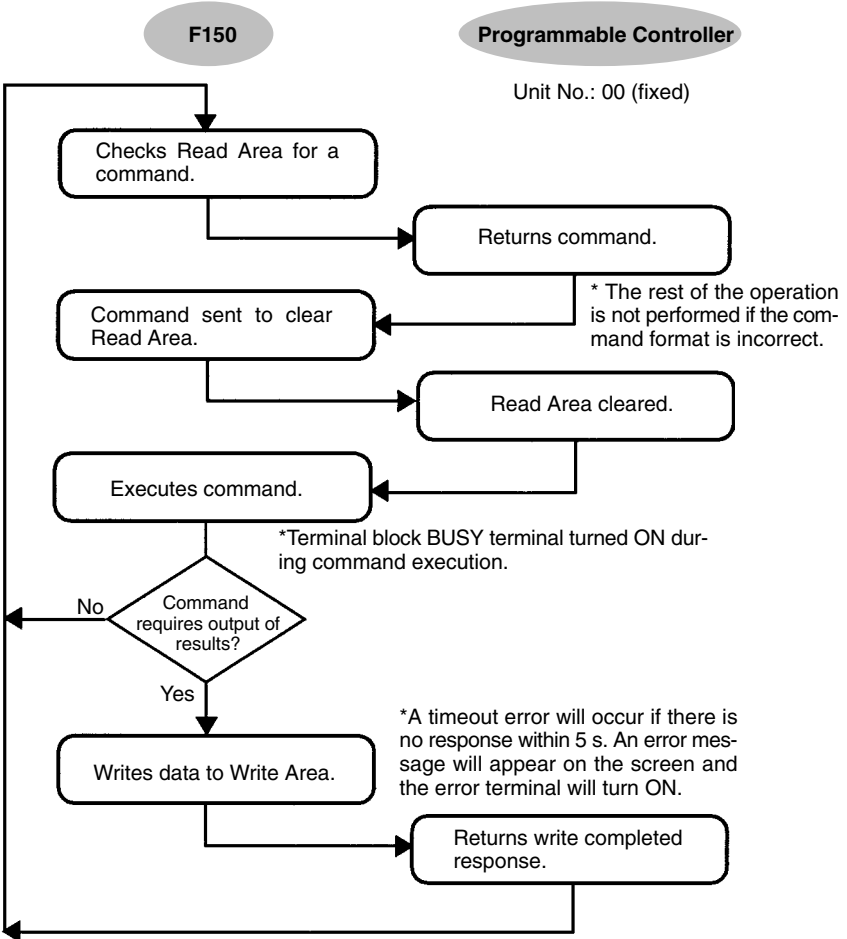 F150
Programmable Controller
Unit No.: 00 (fixed)
Checks Read Area for a
command.
Returns command.
* The rest of the operation
is not performed if the com-
mand format is incorrect.
Command sent to clear
Read Area.
Read Area cleared.
Executes command.
*Terminal block BUSY terminal turned ON dur-
ing command execution.
No
Command
requires output of
results?
Yes
*A timeout error will occur if there is
no response within 5 s. An error mes-
sage will appear on the screen and
the error terminal will turn ON.
Writes data to Write Area.
Returns write completed
response.